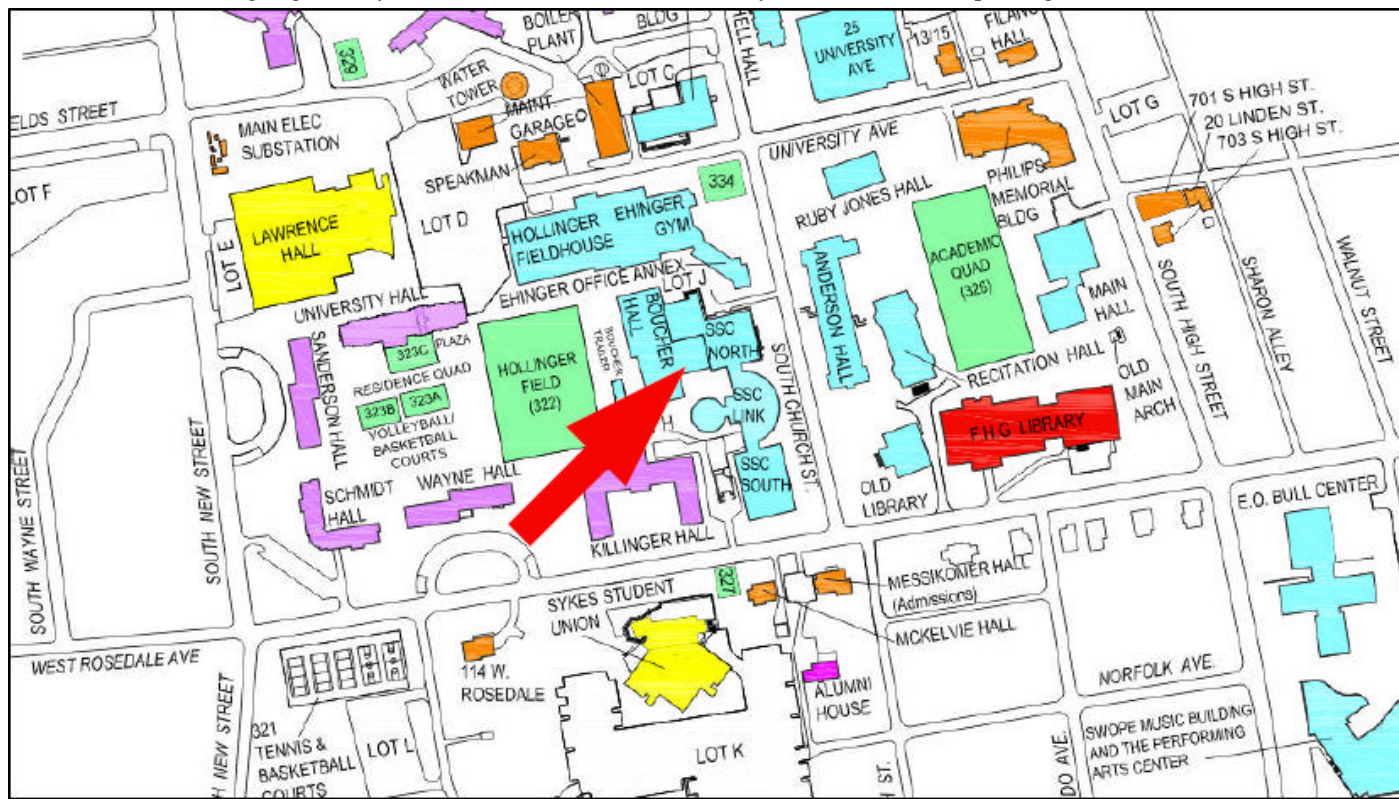 329
BOILER
PLANT
BLDG
25
UNIVERSITY
AVE
13/15
HALL
WATER
TOWER
LOT C
MAINT
GARAGE
LOT G
701 S HIGH ST.
20 LINDEN ST.
703 S HIGH ST.
STREET
MAIN ELEC
SUBSTATION
UNIVERSITY AVE
LOT F
SPEAKMAN
334
RUBY JONES HALL
PHILIPS
MEMORIAL
BLDG
LAWRENCE
HALL
LOT E
LOT D
HOLLINGER
FIELDHOUSE
EHINGER
GYM
ANDERSON HALL
ACADEMIC
QUAD
(326)
MAIN
HALL
SOUTH HIGH STREET
SHARON ALLEY
WALNUT STREET
EHINGER OFFICE ANNEX
LOT J
UNIVERSITY HALL
323C
PLAZA
SANDERSON HALL
RESIDENCE QUAD
323B
323A
VOLLEYBALL/
BASKETBALL
COURTS
HOLLINGER
FIELD
(322)
BOUCHER
HALL
BOUCHER
TRAILER
SSC
NORTH
SSC
LINK
SSC
SOUTH
SOUTH CHURCH ST.
RECITATION HALL
OLD
MAIN
ARCH
F.H.G LIBRARY
OLD
LIBRARY
SOUTH WAYNE STREET
SOUTH NEW STREET
SCHMIDT
HALL
WAYNE HALL
H
KILLINGER HALL
E.O. BULL CENTER
SYKES STUDENT
UNION
327
MESSIKOMER HALL
(Admissions)
MCKELVIE HALL
WEST ROSEDALE AVE
114 W.
ROSEDALE
ALUMNI
HOUSE
NORFOLK AVE.
321
TENNIS &
BASKETBALL
COURTS
LOT L
LOT K
NEW STREET
SWOPE MUSIC BUILDING
AND THE PERFORMING
ARTS CENTER